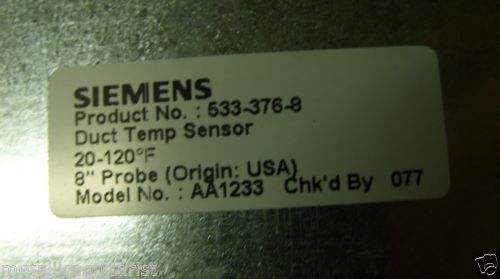 SIEMENS
Product No. : 533-376-8
Duct Temp Sensor
20-120°F
8" Probe (Origin: USA)
Model No. : AA1233 Chk'd By 077